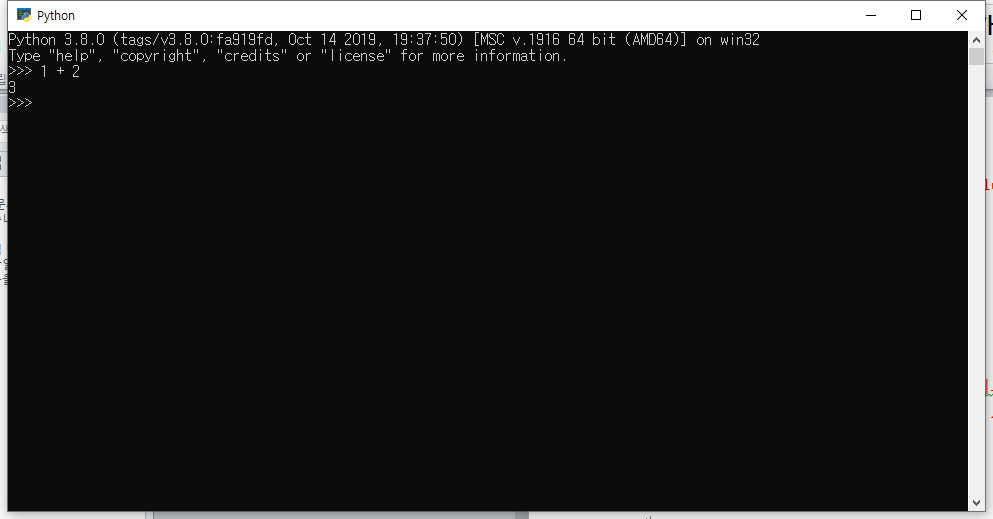 Python
Python 3.8.0 (tags/v3.8.0:fa919fd, Oct 14 2019, 19:37:50) [MSC v.1916 64 bit (AMD64)] on win32
Type "help", "copyright", "credits" or "license" for more information.
>>> 1 + 2
3
>>>